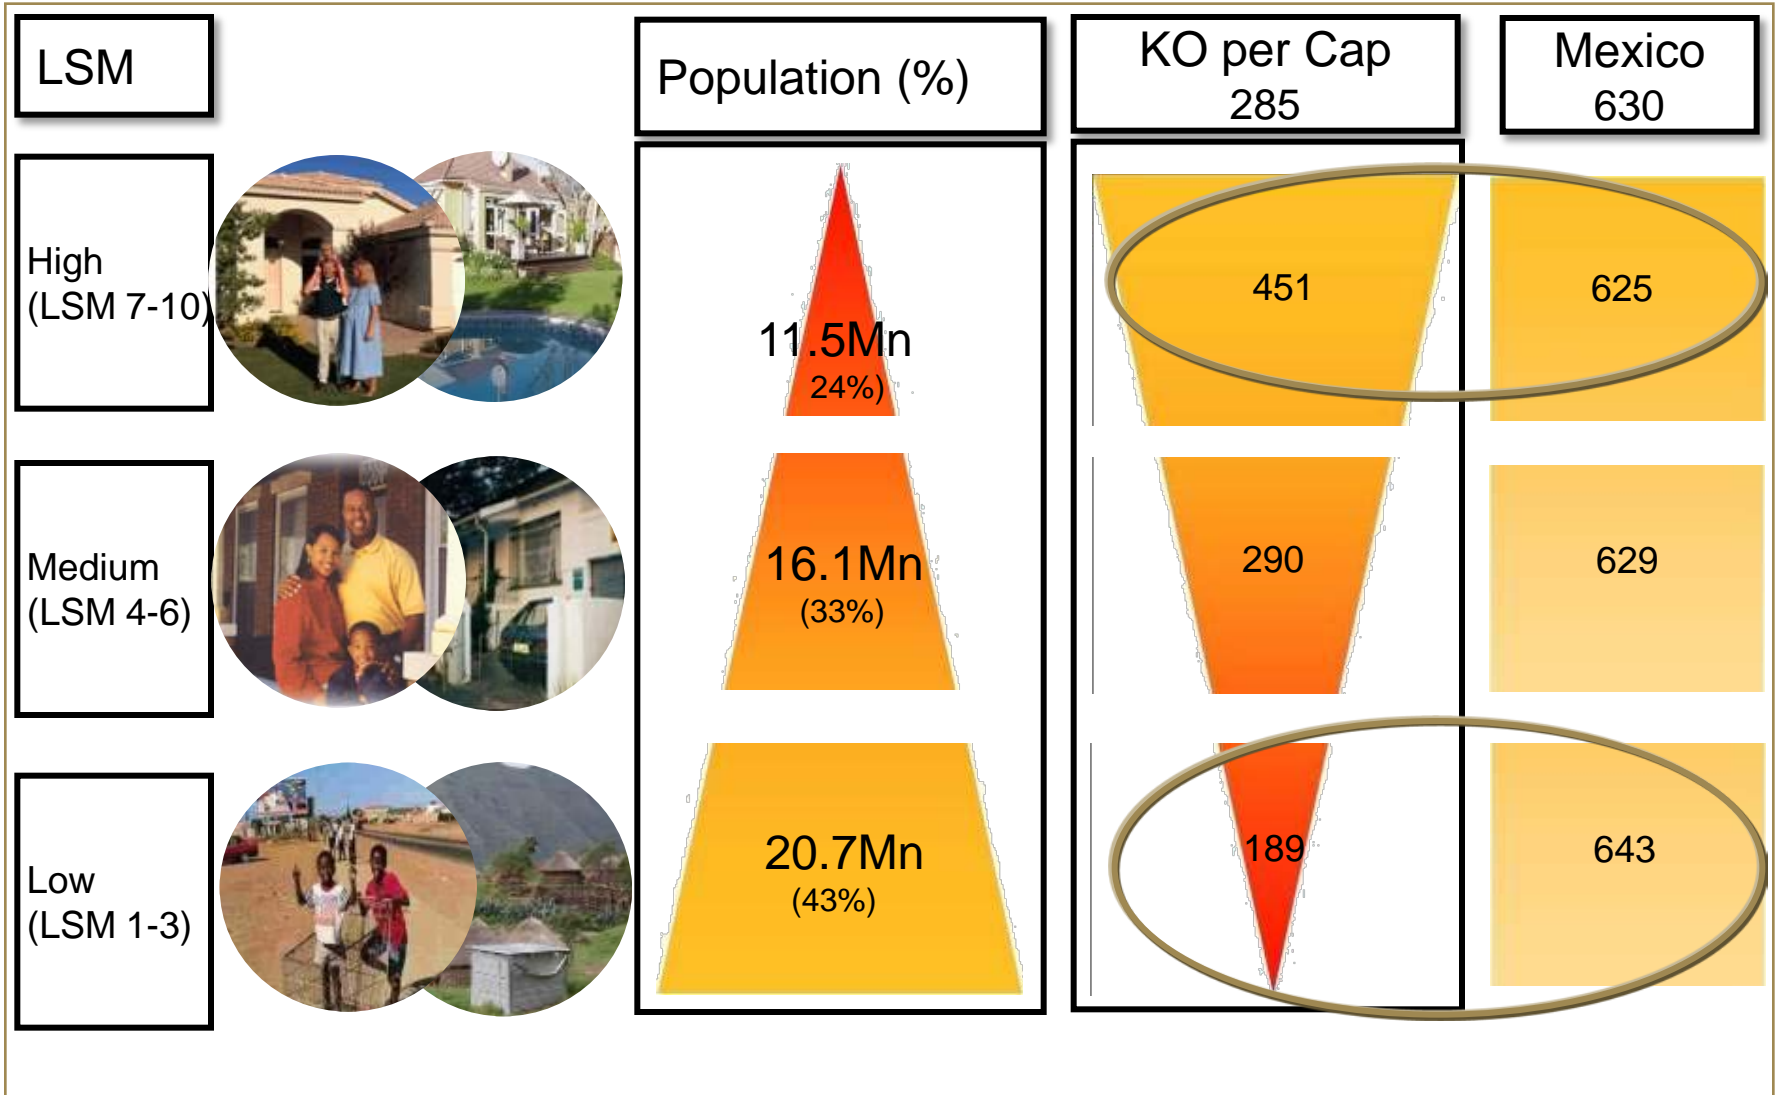 LSM
Population (%)
KO per Cap
285
Mexico
630
High
(LSM 7-10)
11.5Mn
24%)
451
625
Medium
(LSM 4-6)
16.1Mn
(33%)
290
629
Low
(LSM 1-3)
20.7Mn
(43%)
189
643